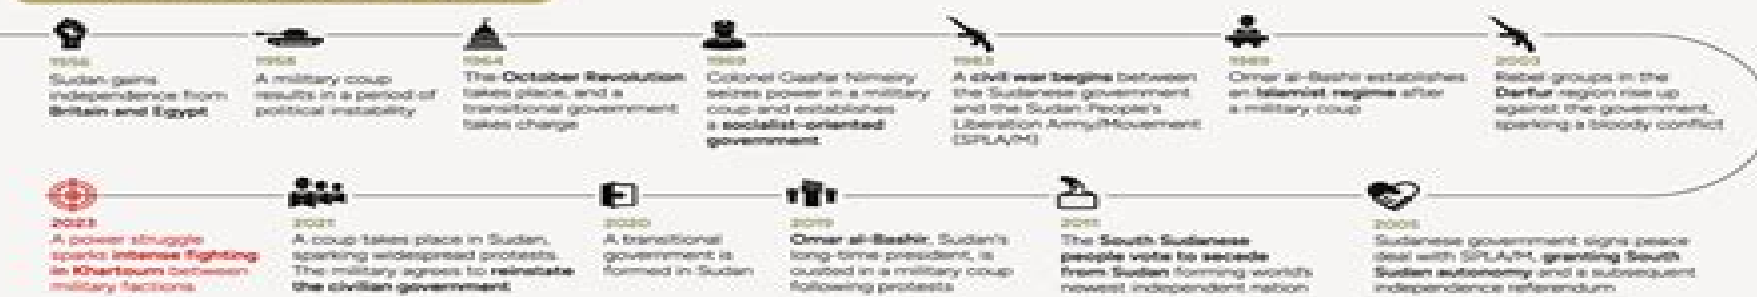 1956
Sudan gains
independence from
Britain and Egypt
1958
A military coup
results in a period of
political instability
1964
The October Revolution
takes place, and a
transitional government
takes charge
1969
Colonel Gaafar Nimeiry
seizes power in a military
coup and establishes
a socialist-oriented
government
1983
A civil war begins between
the Sudanese government
and the Sudan People's
Liberation Army/Movement
(SPLA/M)
1989
Omar al-Bashir establishes
an Islamist regime after
a military coup
2003
Rebel groups in the
Darfur region rise up
against the government,
sparking a bloody conflict
2005
Sudanese government signs peace
deal with SPLA/M, granting South
Sudan autonomy and a subsequent
independence referendum
2011
The South Sudanese
people vote to secede
from Sudan forming world's
newest independent nation
2019
Omar al-Bashir, Sudan's
long-time president, is
ousted in a military coup
following protests
2020
A transitional
government is
formed in Sudan
2021
A coup takes place in Sudan,
sparking widespread protests.
The military agrees to reinstate
the civilian government
2023
A power struggle
sparks intense fighting
in Khartoum between
military factions